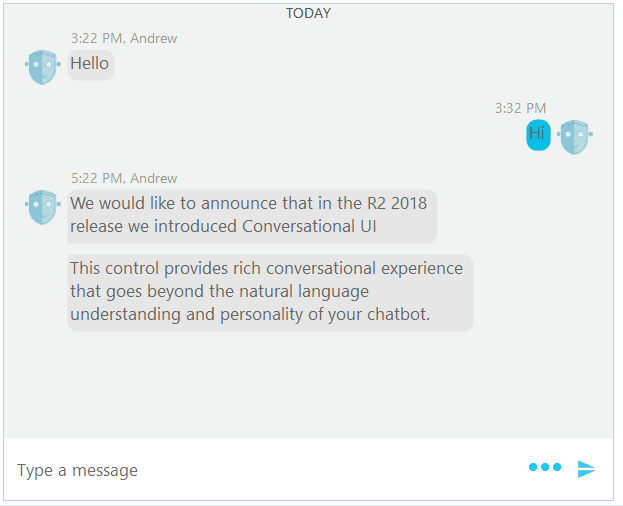 TODAY
3:22 PM, Andrew
Hello
3:32 PM
Hi
5:22 PM, Andrew
We would like to announce that in the R2 2018
release we introduced Conversational UI
This control provides rich conversational experience
that goes beyond the natural language
understanding and personality of your chatbot.
Type a message